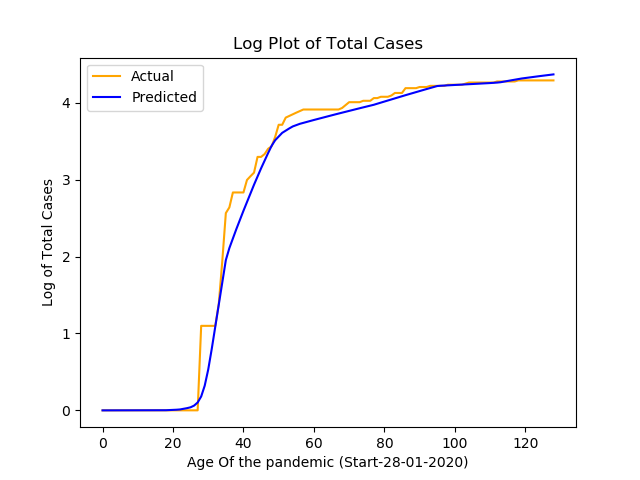 Log Plot of Total Cases
Actual
Predicted
Log of Total Cases
4
3
2
1
0
0 20 40 60 80 100 120
Age Of the pandemic (Start-28-01-2020)